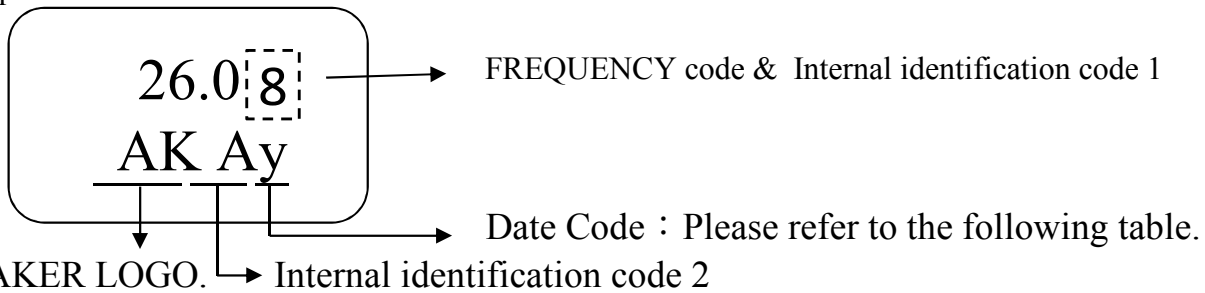 26.08
FREQUENCY code & Internal identification code 1
AK Ay
Date Code：Please refer to the following table.
AKER LOGO.
Internal identification code 2